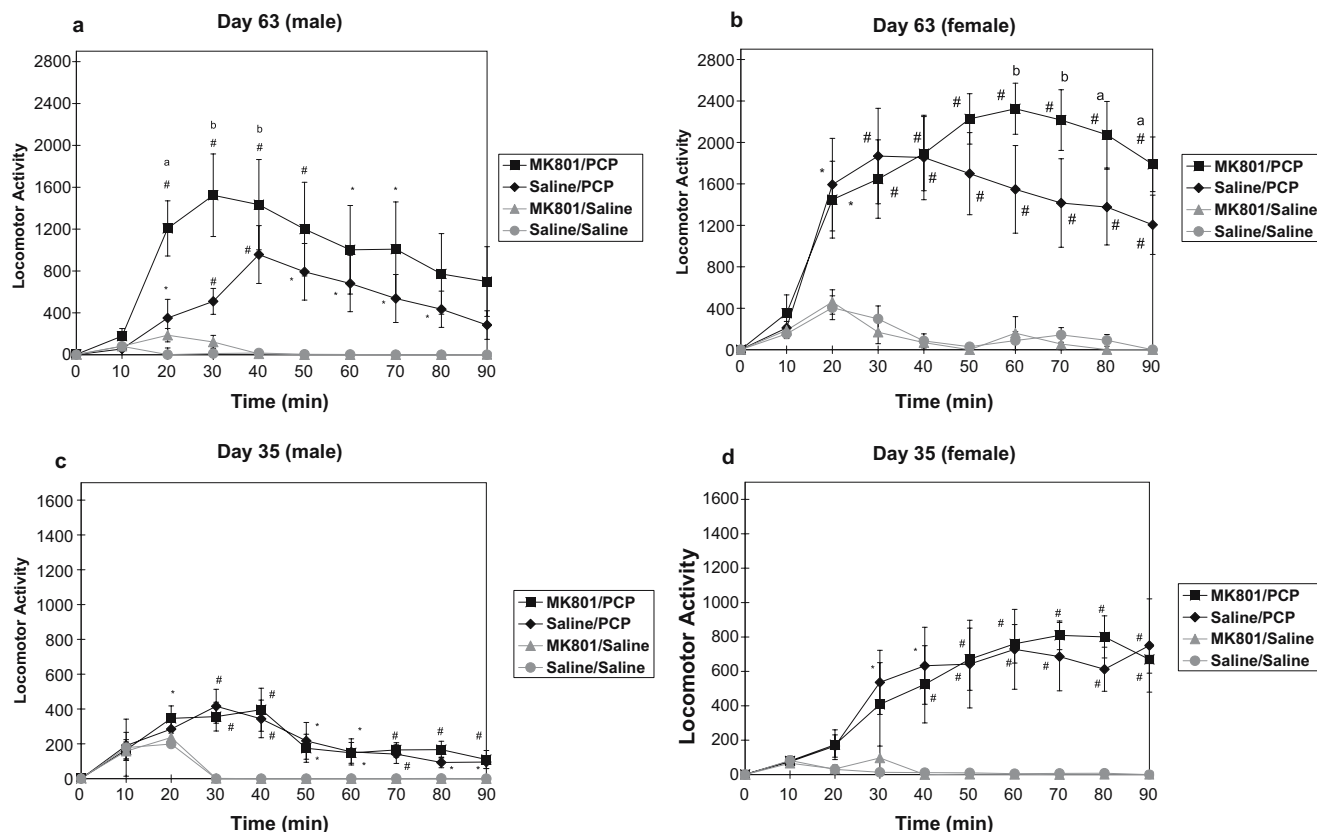 a
Day 63 (male)
2800
2400
2000
1600
1200
800
400
0
Locomotor Activity
a
#
b
#
b
#
#
*
*
*
#
#
*
*
*
*
0 10 20 30 40 50 60 70 80 90
Time (min)
MK801/PCP
Saline/PCP
MK801/Saline
Saline/Saline
b
Day 63 (female)
2800
2400
2000
1600
1200
800
400
0
Locomotor Activity
b b
a
a
# # #
#
#
# #
*
*
# #
#
#
#
#
#
0 10 20 30 40 50 60 70 80 90
Time (min)
MK801/PCP
Saline/PCP
MK801/Saline
Saline/Saline
c
Day 35 (male)
1600
1400
1200
1000
800
600
400
200
0
Locomotor Activity
*
#
#
#
#
*
*
*
*
#
#
#
#
*
*
0 10 20 30 40 50 60 70 80 90
Time (min)
MK801/PCP
Saline/PCP
MK801/Saline
Saline/Saline
d
Day 35 (female)
1600
1400
1200
1000
800
600
400
200
0
Locomotor Activity
*
*
#
#
#
#
#
#
#
#
#
#
#
0 10 20 30 40 50 60 70 80 90
Time (min)
MK801/PCP
Saline/PCP
MK801/Saline
Saline/Saline